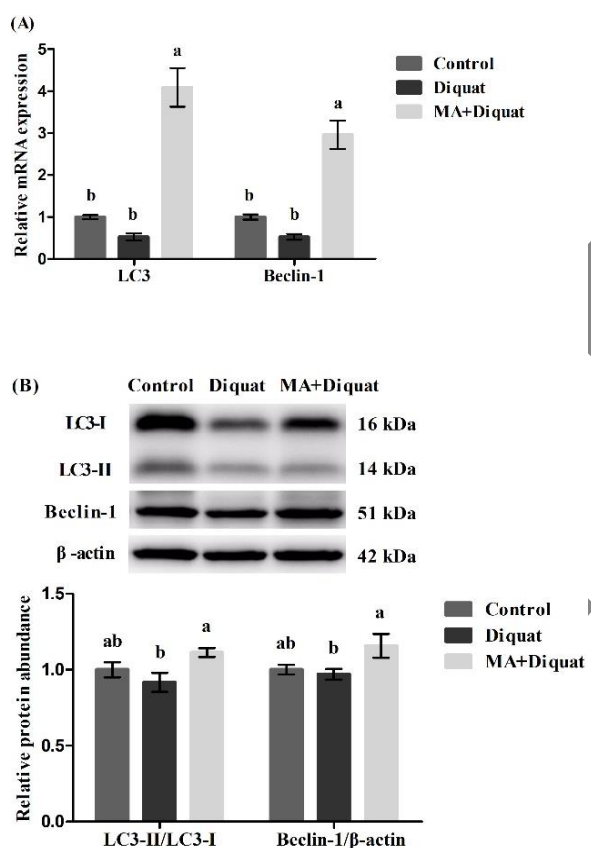 (A)
Relative mRNA expression
5
4
3
2
1
0
a
a
b
b
b
b
LC3
Beclin-1
Control
Diquat
MA+Diquat
(B)
Control Diquat MA+Diquat
LC3-I 16 kDa
LC3-II 14 kDa
Beclin-1 51 kDa
β-actin 42 kDa
Relative protein abundance
1.5
1.0
0.5
0.0
ab
b
a
ab
b
a
LC3-II/LC3-I
Beclin-1/β-actin
Control
Diquat
MA+Diquat